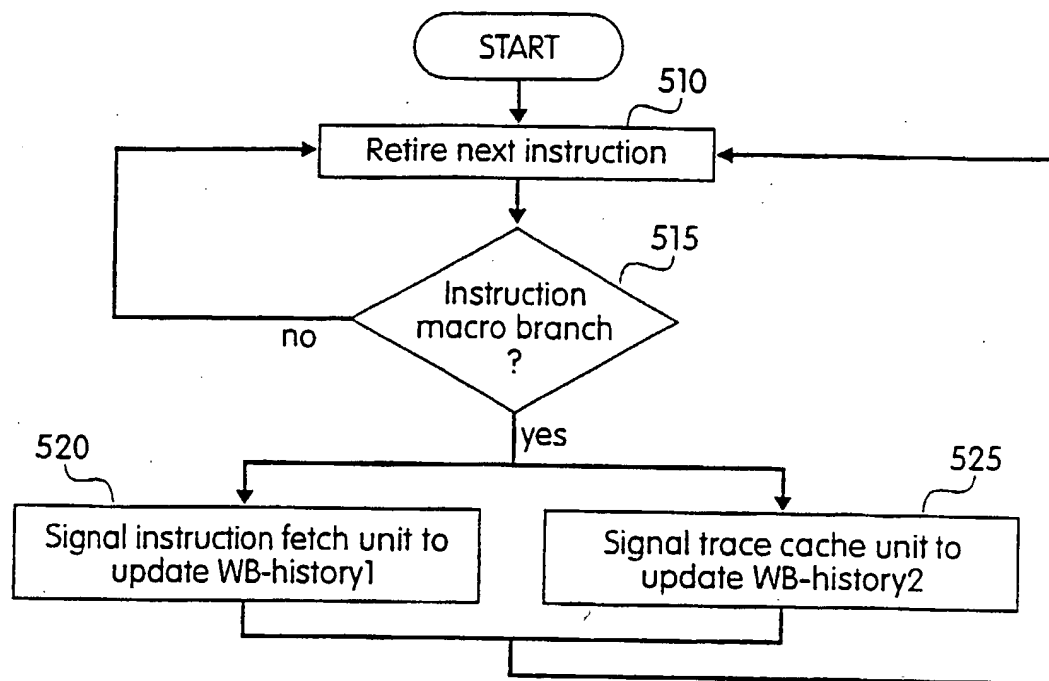 START
510
Retire next instruction
515
Instruction
macro branch
?
no
yes
520
525
Signal instruction fetch unit to
update WB-history1
Signal trace cache unit to
update WB-history2